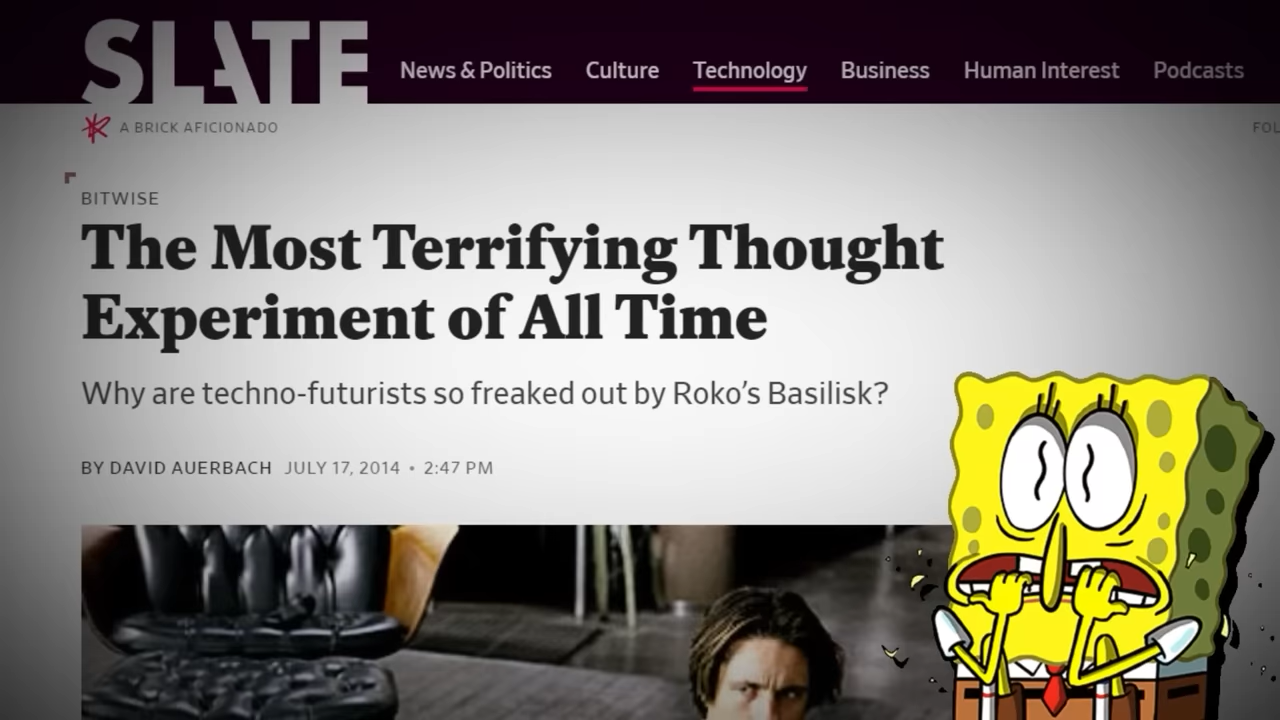 SLATE
News & Politics Culture Technology Business Human Interest Podcasts
A BRICK AFICIONADO
FOL
BITWISE
The Most Terrifying Thought
Experiment of All Time
Why are techno-futurists so freaked out by Roko's Basilisk?
BY DAVID AUERBACH JULY 17, 2014 • 2:47 PM